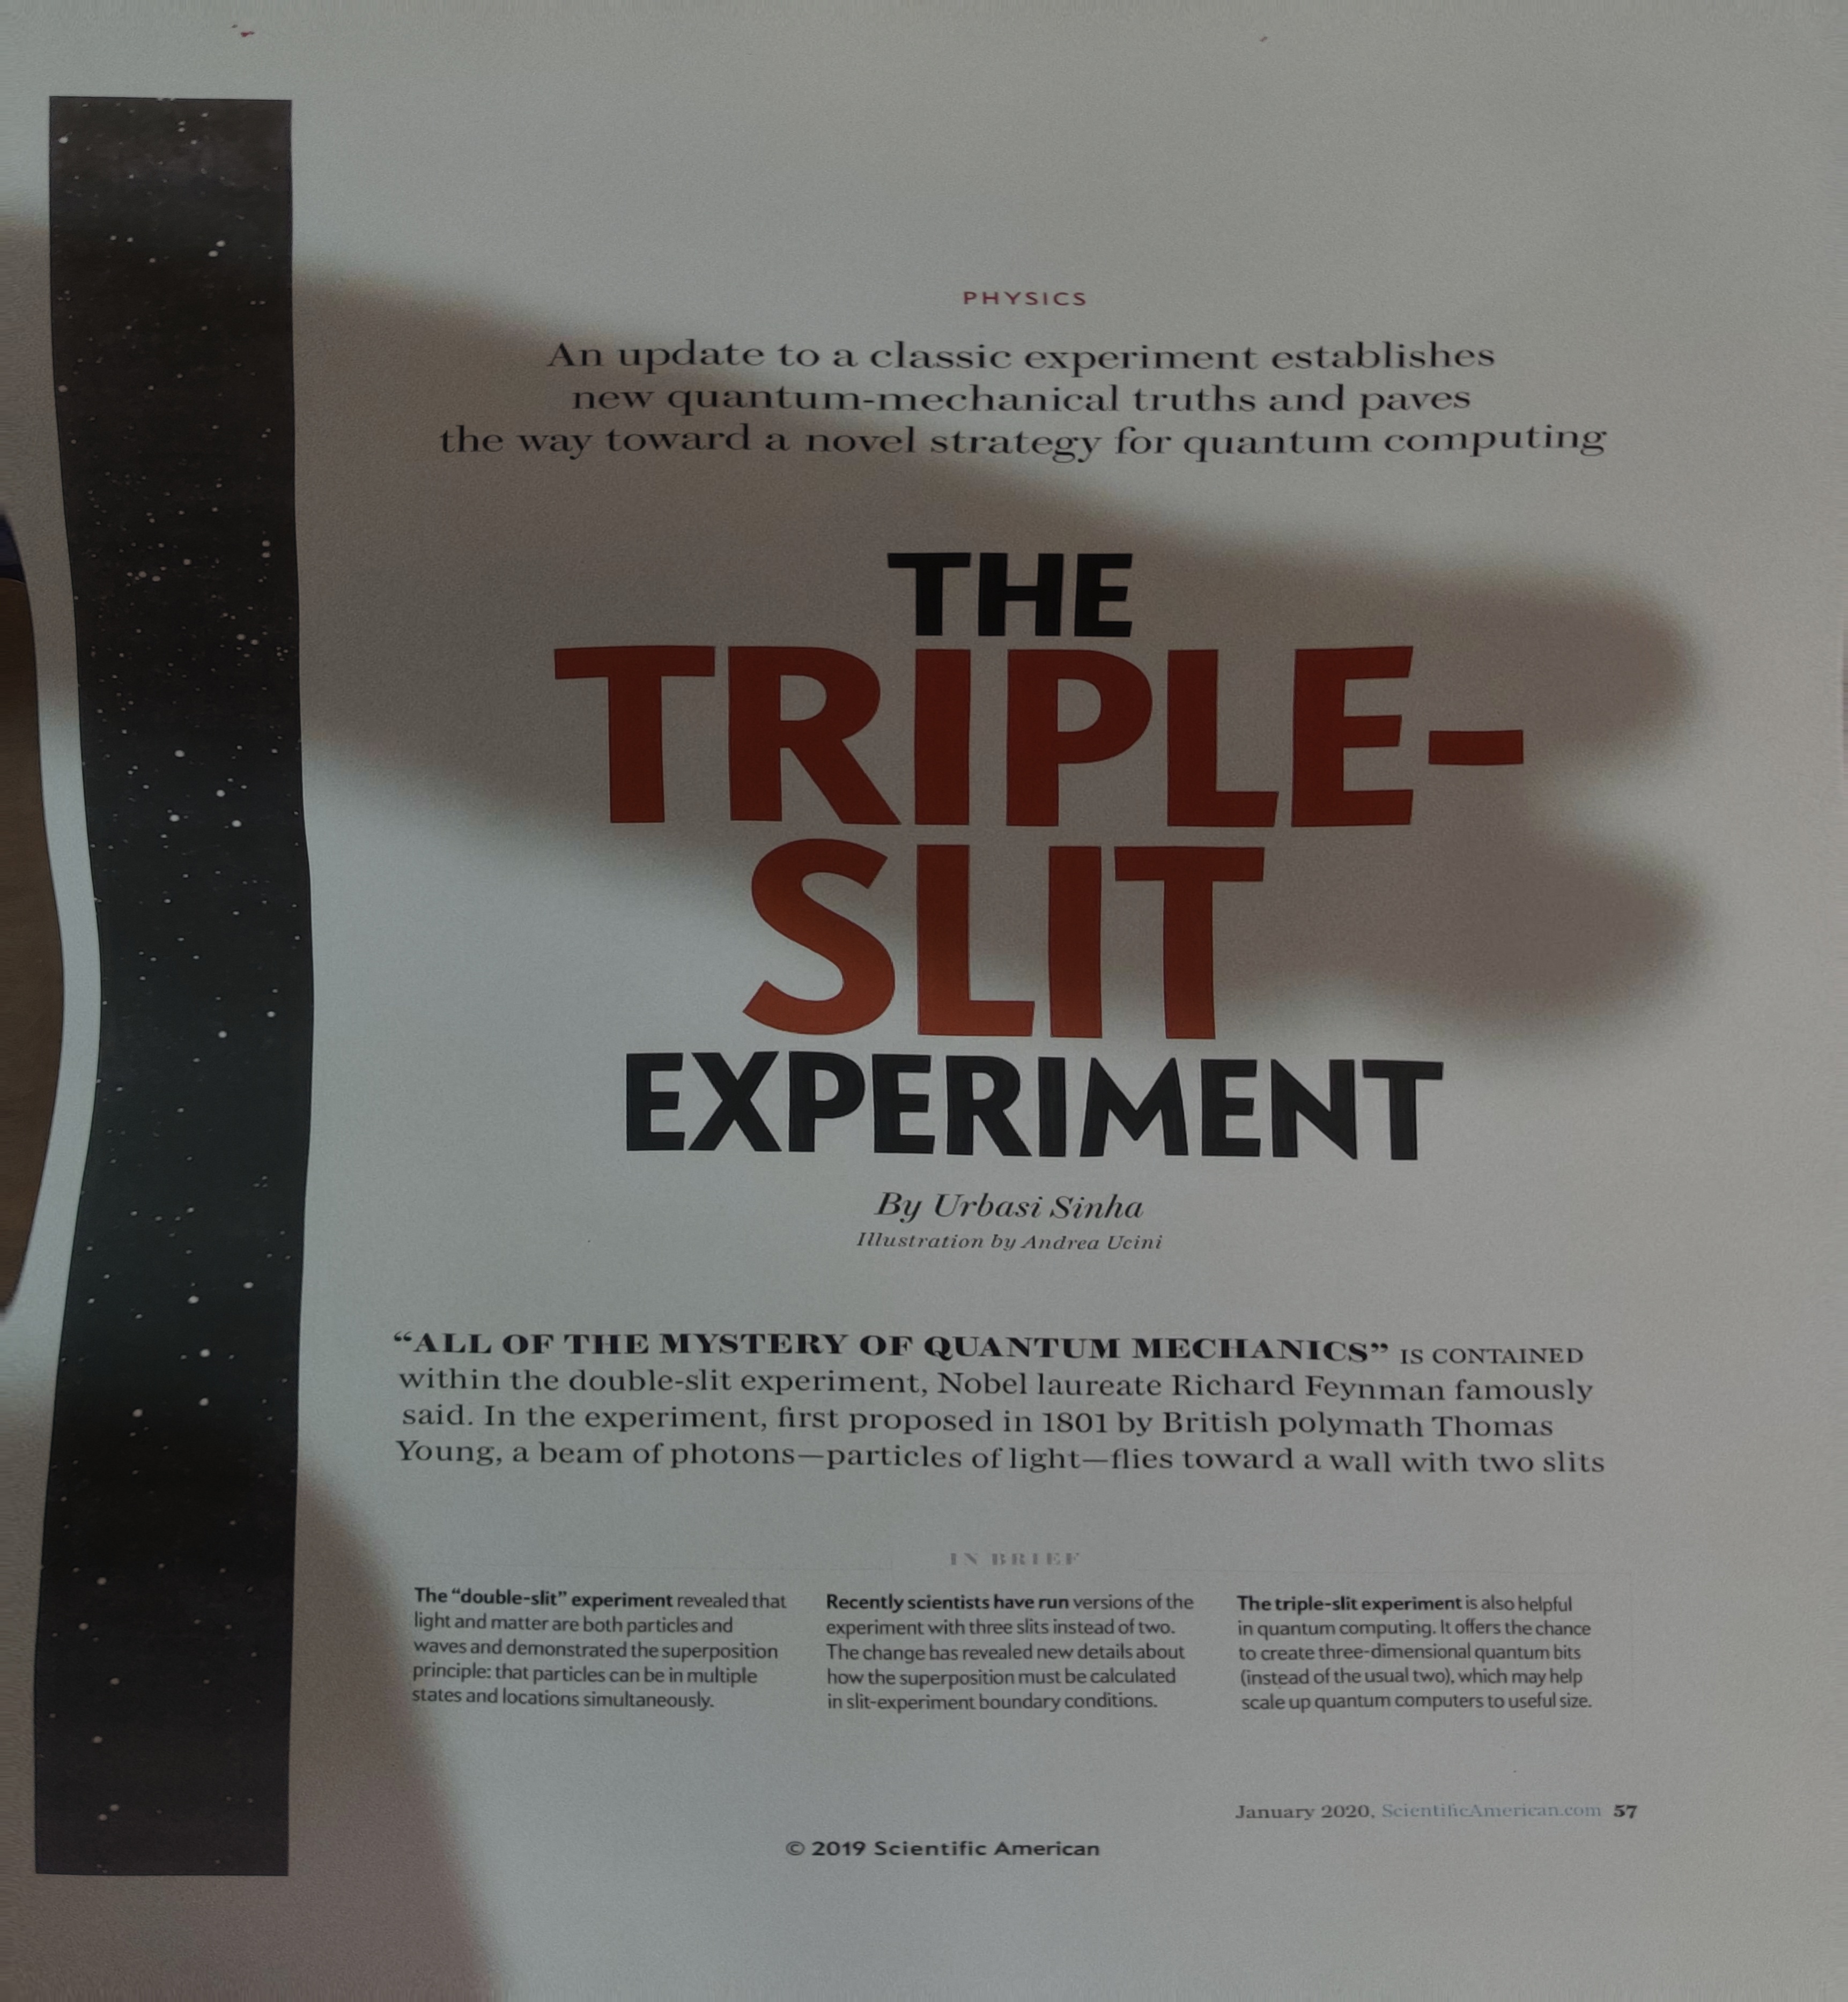 PHYSICS
An update to a classic experiment establishes
new quantum-mechanical truths and paves
the way toward a novel strategy for quantum computing
THE
TRIPLE-
SLIT
EXPERIMENT
By Urbasi Sinha
Illustration by Andrea Ucini
“ALL OF THE MYSTERY OF QUANTUM MECHANICS” IS CONTAINED
within the double-slit experiment, Nobel laureate Richard Feynman famously
said. In the experiment, first proposed in 1801 by British polymath Thomas
Young, a beam of photons—particles of light—flies toward a wall with two slits
IN BRIEF
The “double-slit” experiment revealed that
light and matter are both particles and
waves and demonstrated the superposition
principle: that particles can be in multiple
states and locations simultaneously.
Recently scientists have run versions of the
experiment with three slits instead of two.
The change has revealed new details about
how the superposition must be calculated
in slit-experiment boundary conditions.
The triple-slit experiment is also helpful
in quantum computing. It offers the chance
to create three-dimensional quantum bits
(instead of the usual two), which may help
scale up quantum computers to useful size.
January 2020, ScientificAmerican.com 57
© 2019 Scientific American